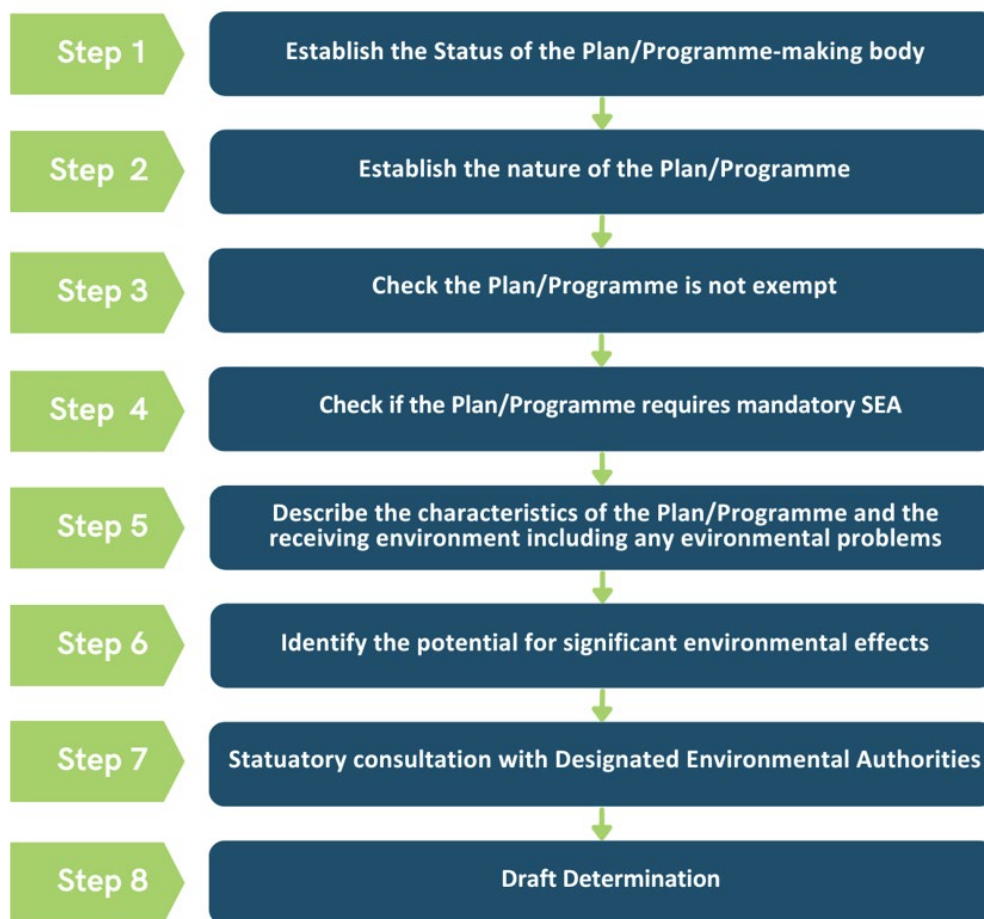 Step 1
Establish the Status of the Plan/Programme-making body
Step 2
Establish the nature of the Plan/Programme
Step 3
Check the Plan/Programme is not exempt
Step 4
Check if the Plan/Programme requires mandatory SEA
Step 5
Describe the characteristics of the Plan/Programme and the
receiving environment including any evironmental problems
Step 6
Identify the potential for significant environmental effects
Step 7
Statuatory consultation with Designated Environmental Authorities
Step 8
Draft Determination